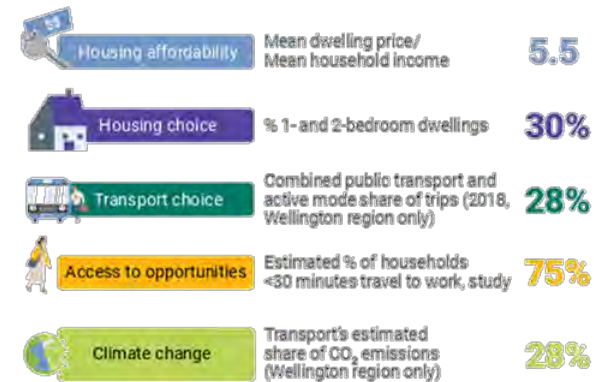 $$
Housing affordability
Mean dwelling price/
Mean household income
5.5
Housing choice
% 1- and 2-bedroom dwellings
30%
Transport choice
Combined public transport and
active mode share of trips (2018,
Wellington region only)
28%
Access to opportunities
Estimated % of households
<30 minutes travel to work, study
75%
Climate change
Transport's estimated
share of CO₂ emissions
(Wellington region only)
28%